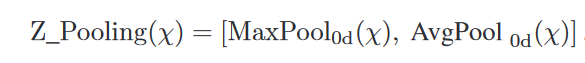 Z_Pooling(χ) = [MaxPool₀d(χ), AvgPool ₀d(χ)]